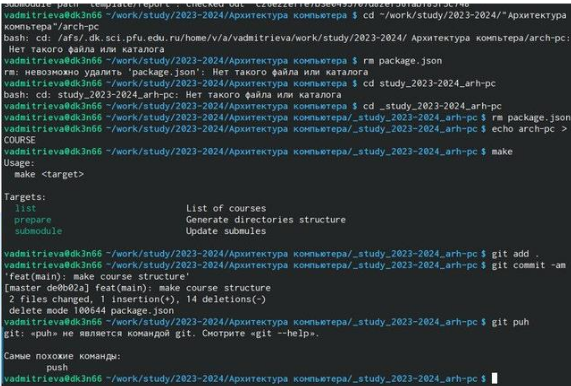 vadmitrieva@dk3n66 ~/work/study/2023-2024/Архитектура компьютера $ cd ~/work/study/2023-2024/"Архитектура
компьтера"/arch-pc
bash: cd: /afs/.dk.sci.pfu.edu.ru/home/v/a/vadmitrieva/work/study/2023-2024/Архитектура компьтера/arch-pc:
Нет такого файла или каталога
vadmitrieva@dk3n66 ~/work/study/2023-2024/Архитектура компьютера $ rm package.json
rm: невозможно удалить 'package.json': Нет такого файла или каталога
vadmitrieva@dk3n66 ~/work/study/2023-2024/Архитектура компьютера $ cd study_2023-2024_arh-pc
bash: cd: study_2023-2024_arh-pc: Нет такого файла или каталога
vadmitrieva@dk3n66 ~/work/study/2023-2024/Архитектура компьютера $ cd _study_2023-2024_arh-pc
vadmitrieva@dk3n66 ~/work/study/2023-2024/Архитектура компьютера/_study_2023-2024_arh-pc $ rm package.json
vadmitrieva@dk3n66 ~/work/study/2023-2024/Архитектура компьютера/_study_2023-2024_arh-pc $ echo arch-pc >
COURSE
vadmitrieva@dk3n66 ~/work/study/2023-2024/Архитектура компьютера/_study_2023-2024_arh-pc $ make
Usage:
make <target>
Targets:
list List of courses
prepare Generate directories structure
submodule Update submules
vadmitrieva@dk3n66 ~/work/study/2023-2024/Архитектура компьютера/_study_2023-2024_arh-pc $ git add .
vadmitrieva@dk3n66 ~/work/study/2023-2024/Архитектура компьютера/_study_2023-2024_arh-pc $ git commit -am
'feat(main): make course structure'
[master de0b02a] feat(main): make course structure
2 files changed, 1 insertion(+), 14 deletions(-)
delete mode 100644 package.json
vadmitrieva@dk3n66 ~/work/study/2023-2024/Архитектура компьютера/_study_2023-2024_arh-pc $ git puh
git: «puh» не является командой git. Смотрите «git --help».
Самые похожие команды:
push
vadmitrieva@dk3n66 ~/work/study/2023-2024/Архитектура компьютера/_study_2023-2024_arh-pc $